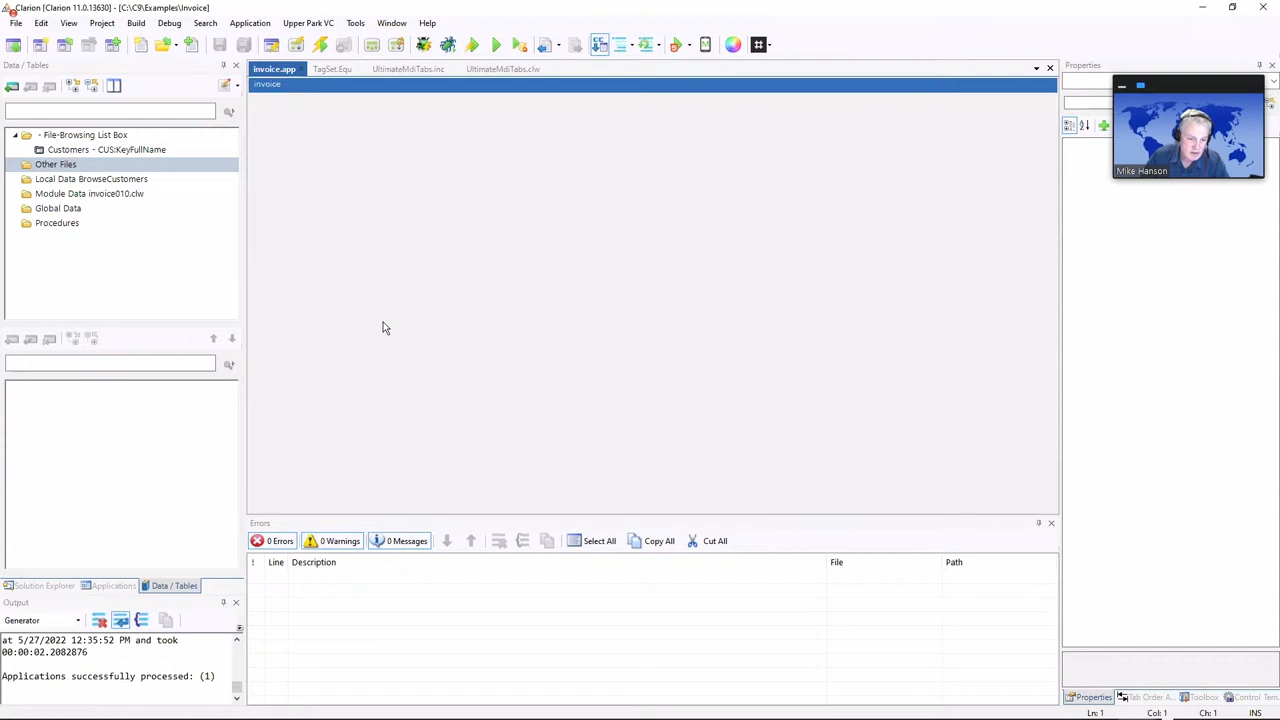 Clarion [Clarion 11.0.13630] - [C:\C9\Examples\Invoice]
File Edit View Project Build Debug Search Application Upper Park VC Tools Window Help
Data / Tables
- File-Browsing List Box
Customers - CUS:KeyFullName
Other Files
Local Data BrowseCustomers
Module Data invoice010.clw
Global Data
Procedures
Solution Explorer Applications Data / Tables
Output
Generator
at 5/27/2022 12:35:52 PM and took
00:00:02.2082876
Applications successfully processed: (1)
invoice.app TagSet.Equ UltimateMdiTabs.inc UltimateMdiTabs.clw
invoice
Errors
0 Errors 0 Warnings 0 Messages Select All Copy All Cut All
! Line Description File Path
Properties
Mike Hanson
Properties Tab Order A... Toolbox Control Tem...
Ln: 1 Col: 1 Ch: 1 INS